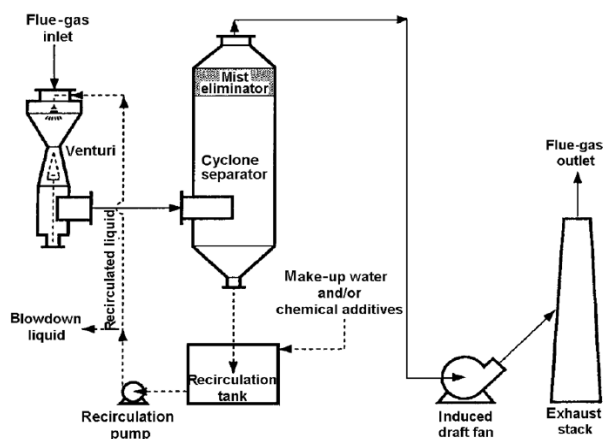 Flue-gas
inlet
Venturi
Mist
eliminator
Cyclone
separator
Recirculated liquid
Flue-gas
outlet
Make-up water
and/or
chemical additives
Blowdown
liquid
Recirculation
tank
Recirculation
pump
Induced
draft fan
Exhaust
stack